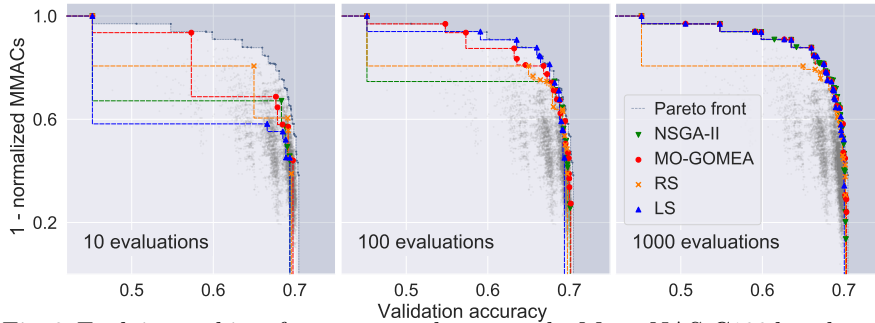 1 - normalized MMACs
1.0
0.6
0.2
10 evaluations
100 evaluations
1000 evaluations
Pareto front
NSGA-II
MO-GOMEA
RS
LS
0.5 0.6 0.7 0.5 0.6 0.7 0.5 0.6 0.7
Validation accuracy